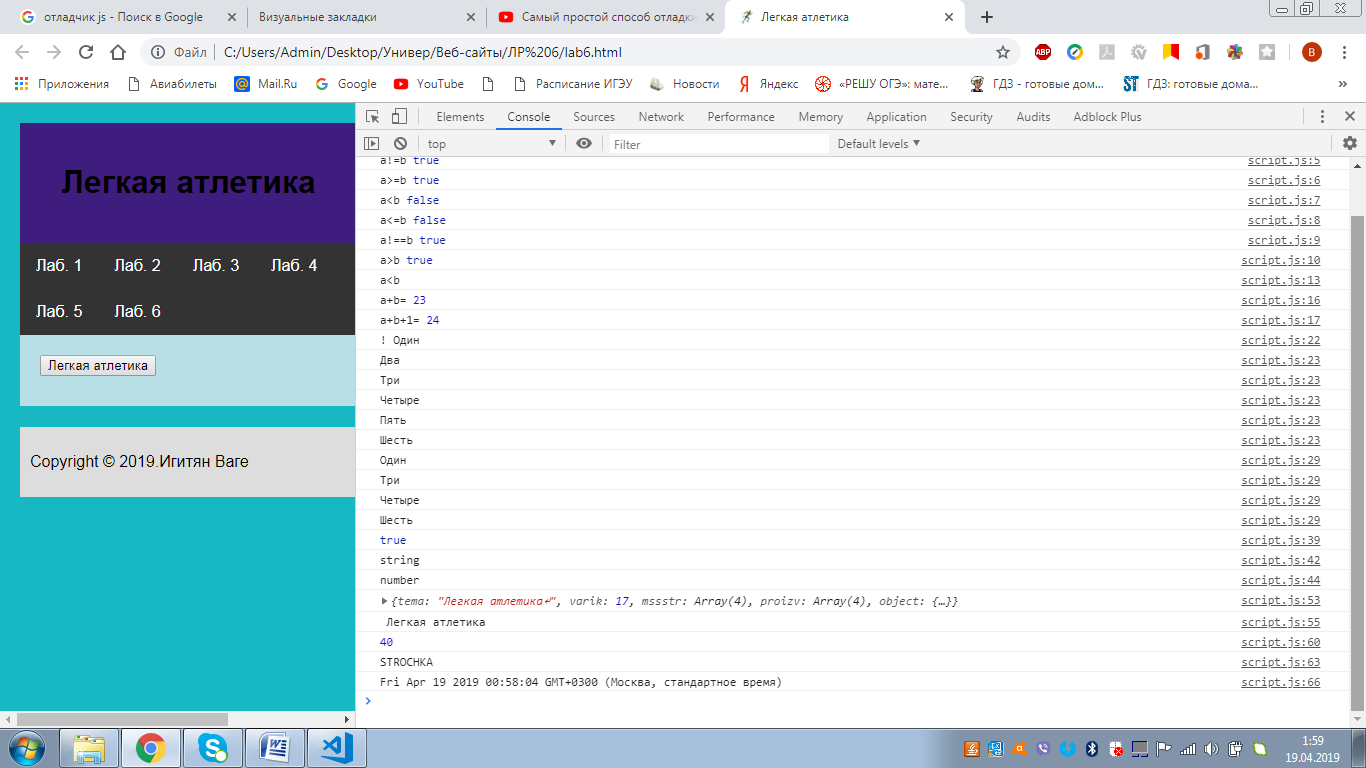 отладчик js - Поиск в Google
Визуальные закладки
Самый простой способ отладки
Легкая атлетика
Файл C:/Users/Admin/Desktop/Универ/Веб-сайты/ЛР%206/lab6.html
ABP
B
Приложения
Авиабилеты
Mail.Ru
Google
YouTube
Расписание ИГЭУ
Новости
Яндекс
«РЕШУ ОГЭ»: мате...
ГДЗ - готовые дом...
ГДЗ: готовые дома...
»
Легкая атлетика
Лаб. 1 Лаб. 2 Лаб. 3 Лаб. 4
Лаб. 5 Лаб. 6
Легкая атлетика
Copyright © 2019.Игитян Ваге
Elements Console Sources Network Performance Memory Application Security Audits Adblock Plus
top Filter Default levels
a!=b true script.js:5
a>=b true script.js:6
a<b false script.js:7
a<=b false script.js:8
a!==b true script.js:9
a>b true script.js:10
a<b script.js:13
a+b= 23 script.js:16
a+b+1= 24 script.js:17
! Один script.js:22
Два script.js:23
Три script.js:23
Четыре script.js:23
Пять script.js:23
Шесть script.js:23
Один script.js:29
Три script.js:29
Четыре script.js:29
Шесть script.js:29
true script.js:39
string script.js:42
number script.js:44
{tema: "Легкая атлетика↵", varik: 17, mssstr: Array(4), proizv: Array(4), object: {…}} script.js:53
Легкая атлетика script.js:55
40 script.js:60
STROCHKA script.js:63
Fri Apr 19 2019 00:58:04 GMT+0300 (Москва, стандартное время) script.js:66
1:59
19.04.2019